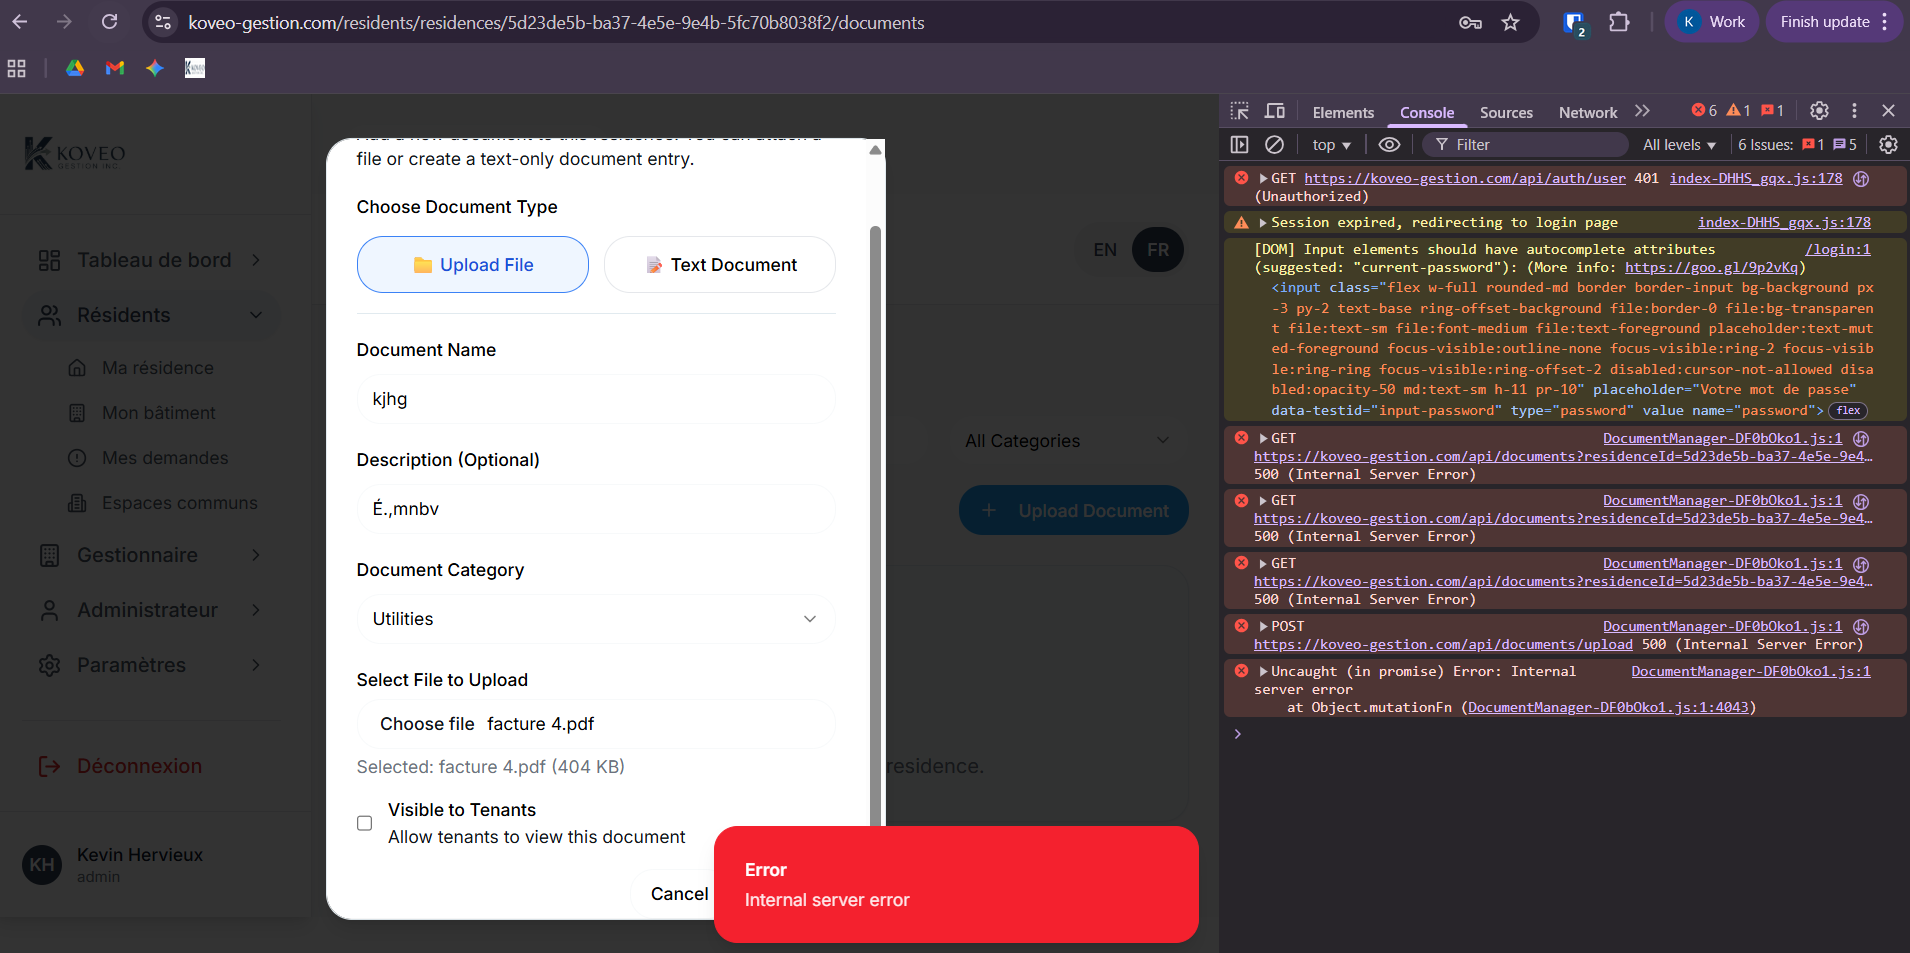 koveo-gestion.com/residents/residences/5d23de5b-ba37-4e5e-9e4b-5fc70b8038f2/documents
2
K Work
Finish update
KOVEO
GESTION INC.
Tableau de bord
Résidents
Ma résidence
Mon bâtiment
Mes demandes
Espaces communs
Gestionnaire
Administrateur
Paramètres
Déconnexion
KH
Kevin Hervieux
admin
EN FR
All Categories
+ Upload Document
residence.
file or create a text-only document entry.
Choose Document Type
Upload File
Text Document
Document Name
kjhg
Description (Optional)
É.,mnbv
Document Category
Utilities
Select File to Upload
Choose file facture 4.pdf
Selected: facture 4.pdf (404 KB)
Visible to Tenants
Allow tenants to view this document
Cancel
Error
Internal server error
Elements Console Sources Network 6 1 1
top Filter All levels 6 Issues: 1 5
GET https://koveo-gestion.com/api/auth/user 401 index-DHHS_gqx.js:178
(Unauthorized)
Session expired, redirecting to login page index-DHHS_gqx.js:178
[DOM] Input elements should have autocomplete attributes /login:1
(suggested: "current-password"): (More info: https://goo.gl/9p2vKq)
<input class="flex w-full rounded-md border border-input bg-background px
-3 py-2 text-base ring-offset-background file:border-0 file:bg-transparen
t file:text-sm file:font-medium file:text-foreground placeholder:text-mut
ed-foreground focus-visible:outline-none focus-visible:ring-2 focus-visib
le:ring-ring focus-visible:ring-offset-2 disabled:cursor-not-allowed disa
bled:opacity-50 md:text-sm h-11 pr-10" placeholder="Votre mot de passe"
data-testid="input-password" type="password" value name="password"> flex
GET DocumentManager-DF0bOko1.js:1
https://koveo-gestion.com/api/documents?residenceId=5d23de5b-ba37-4e5e-9e4…
500 (Internal Server Error)
GET DocumentManager-DF0bOko1.js:1
https://koveo-gestion.com/api/documents?residenceId=5d23de5b-ba37-4e5e-9e4…
500 (Internal Server Error)
GET DocumentManager-DF0bOko1.js:1
https://koveo-gestion.com/api/documents?residenceId=5d23de5b-ba37-4e5e-9e4…
500 (Internal Server Error)
POST DocumentManager-DF0bOko1.js:1
https://koveo-gestion.com/api/documents/upload 500 (Internal Server Error)
Uncaught (in promise) Error: Internal DocumentManager-DF0bOko1.js:1
server error
at Object.mutationFn (DocumentManager-DF0bOko1.js:1:4043)